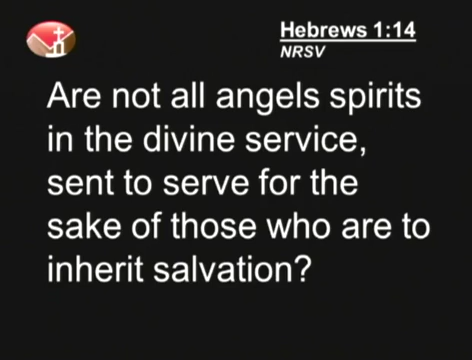 Hebrews 1:14
NRSV
Are not all angels spirits
in the divine service,
sent to serve for the
sake of those who are to
inherit salvation?